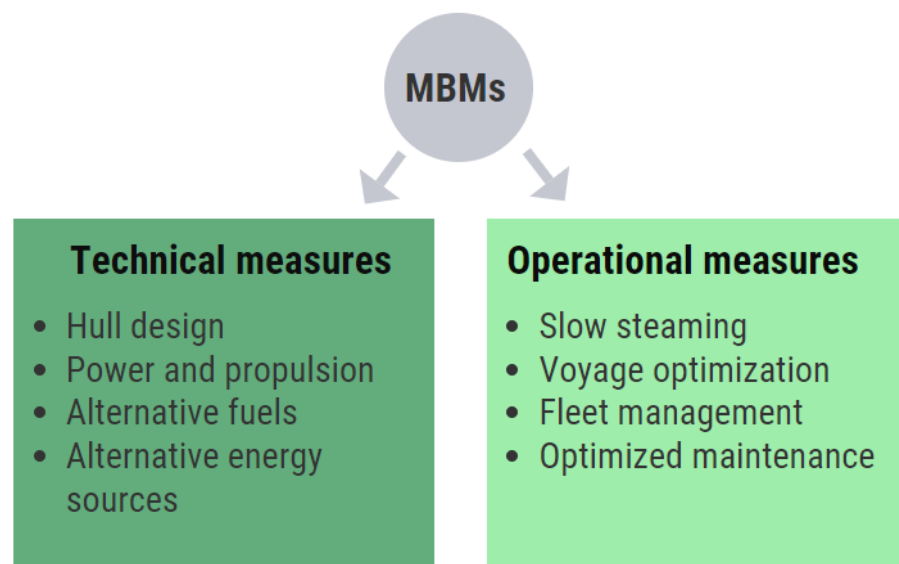 MBMs
Technical measures
• Hull design
• Power and propulsion
• Alternative fuels
• Alternative energy
sources
Operational measures
• Slow steaming
• Voyage optimization
• Fleet management
• Optimized maintenance